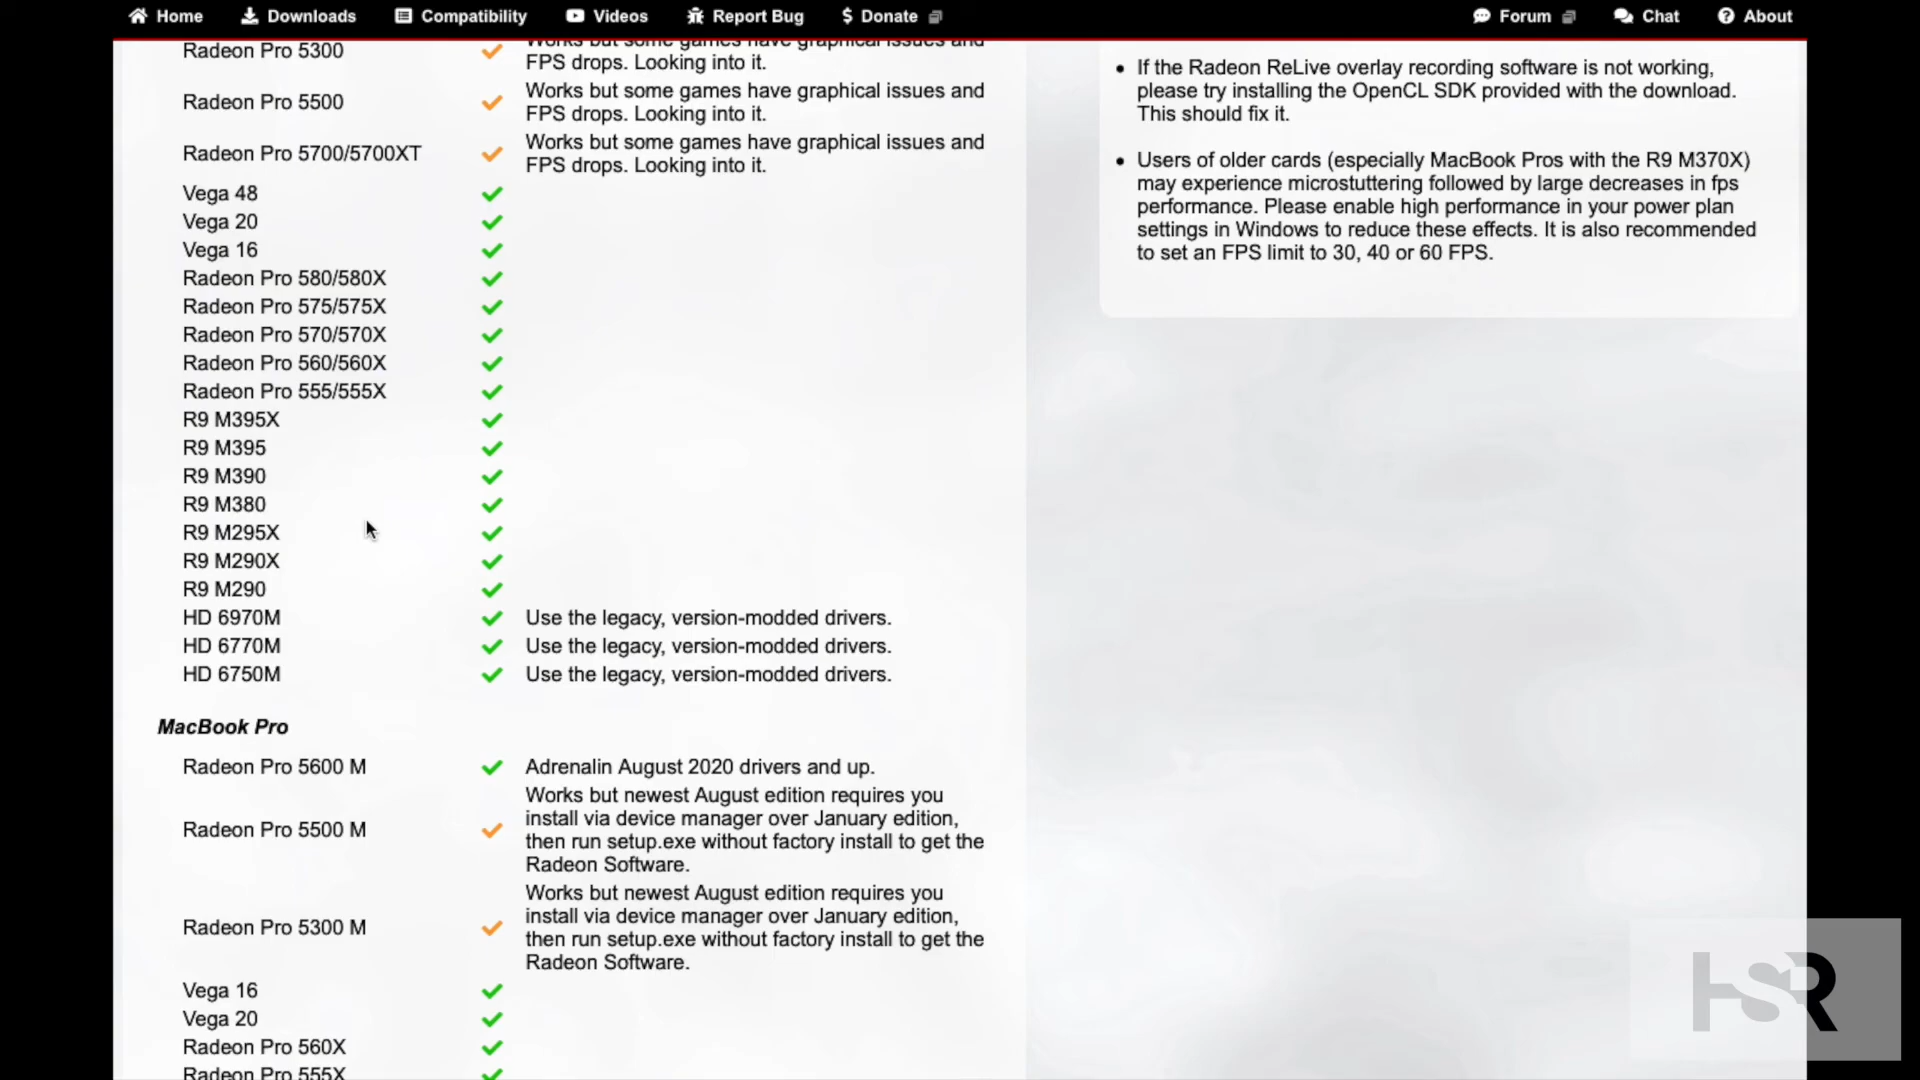 Home Downloads Compatibility Videos Report Bug Donate Forum Chat About
Radeon Pro 5300
Works but some games have graphical issues and
FPS drops. Looking into it.
Radeon Pro 5500
Works but some games have graphical issues and
FPS drops. Looking into it.
Radeon Pro 5700/5700XT
Works but some games have graphical issues and
FPS drops. Looking into it.
Vega 48
Vega 20
Vega 16
Radeon Pro 580/580X
Radeon Pro 575/575X
Radeon Pro 570/570X
Radeon Pro 560/560X
Radeon Pro 555/555X
R9 M395X
R9 M395
R9 M390
R9 M380
R9 M295X
R9 M290X
R9 M290
HD 6970M Use the legacy, version-modded drivers.
HD 6770M Use the legacy, version-modded drivers.
HD 6750M Use the legacy, version-modded drivers.
MacBook Pro
Radeon Pro 5600 M Adrenalin August 2020 drivers and up.
Radeon Pro 5500 M
Works but newest August edition requires you
install via device manager over January edition,
then run setup.exe without factory install to get the
Radeon Software.
Radeon Pro 5300 M
Works but newest August edition requires you
install via device manager over January edition,
then run setup.exe without factory install to get the
Radeon Software.
Vega 16
Vega 20
Radeon Pro 560X
Radeon Pro 555X
• If the Radeon ReLive overlay recording software is not working,
please try installing the OpenCL SDK provided with the download.
This should fix it.
• Users of older cards (especially MacBook Pros with the R9 M370X)
may experience microstuttering followed by large decreases in fps
performance. Please enable high performance in your power plan
settings in Windows to reduce these effects. It is also recommended
to set an FPS limit to 30, 40 or 60 FPS.
HSR